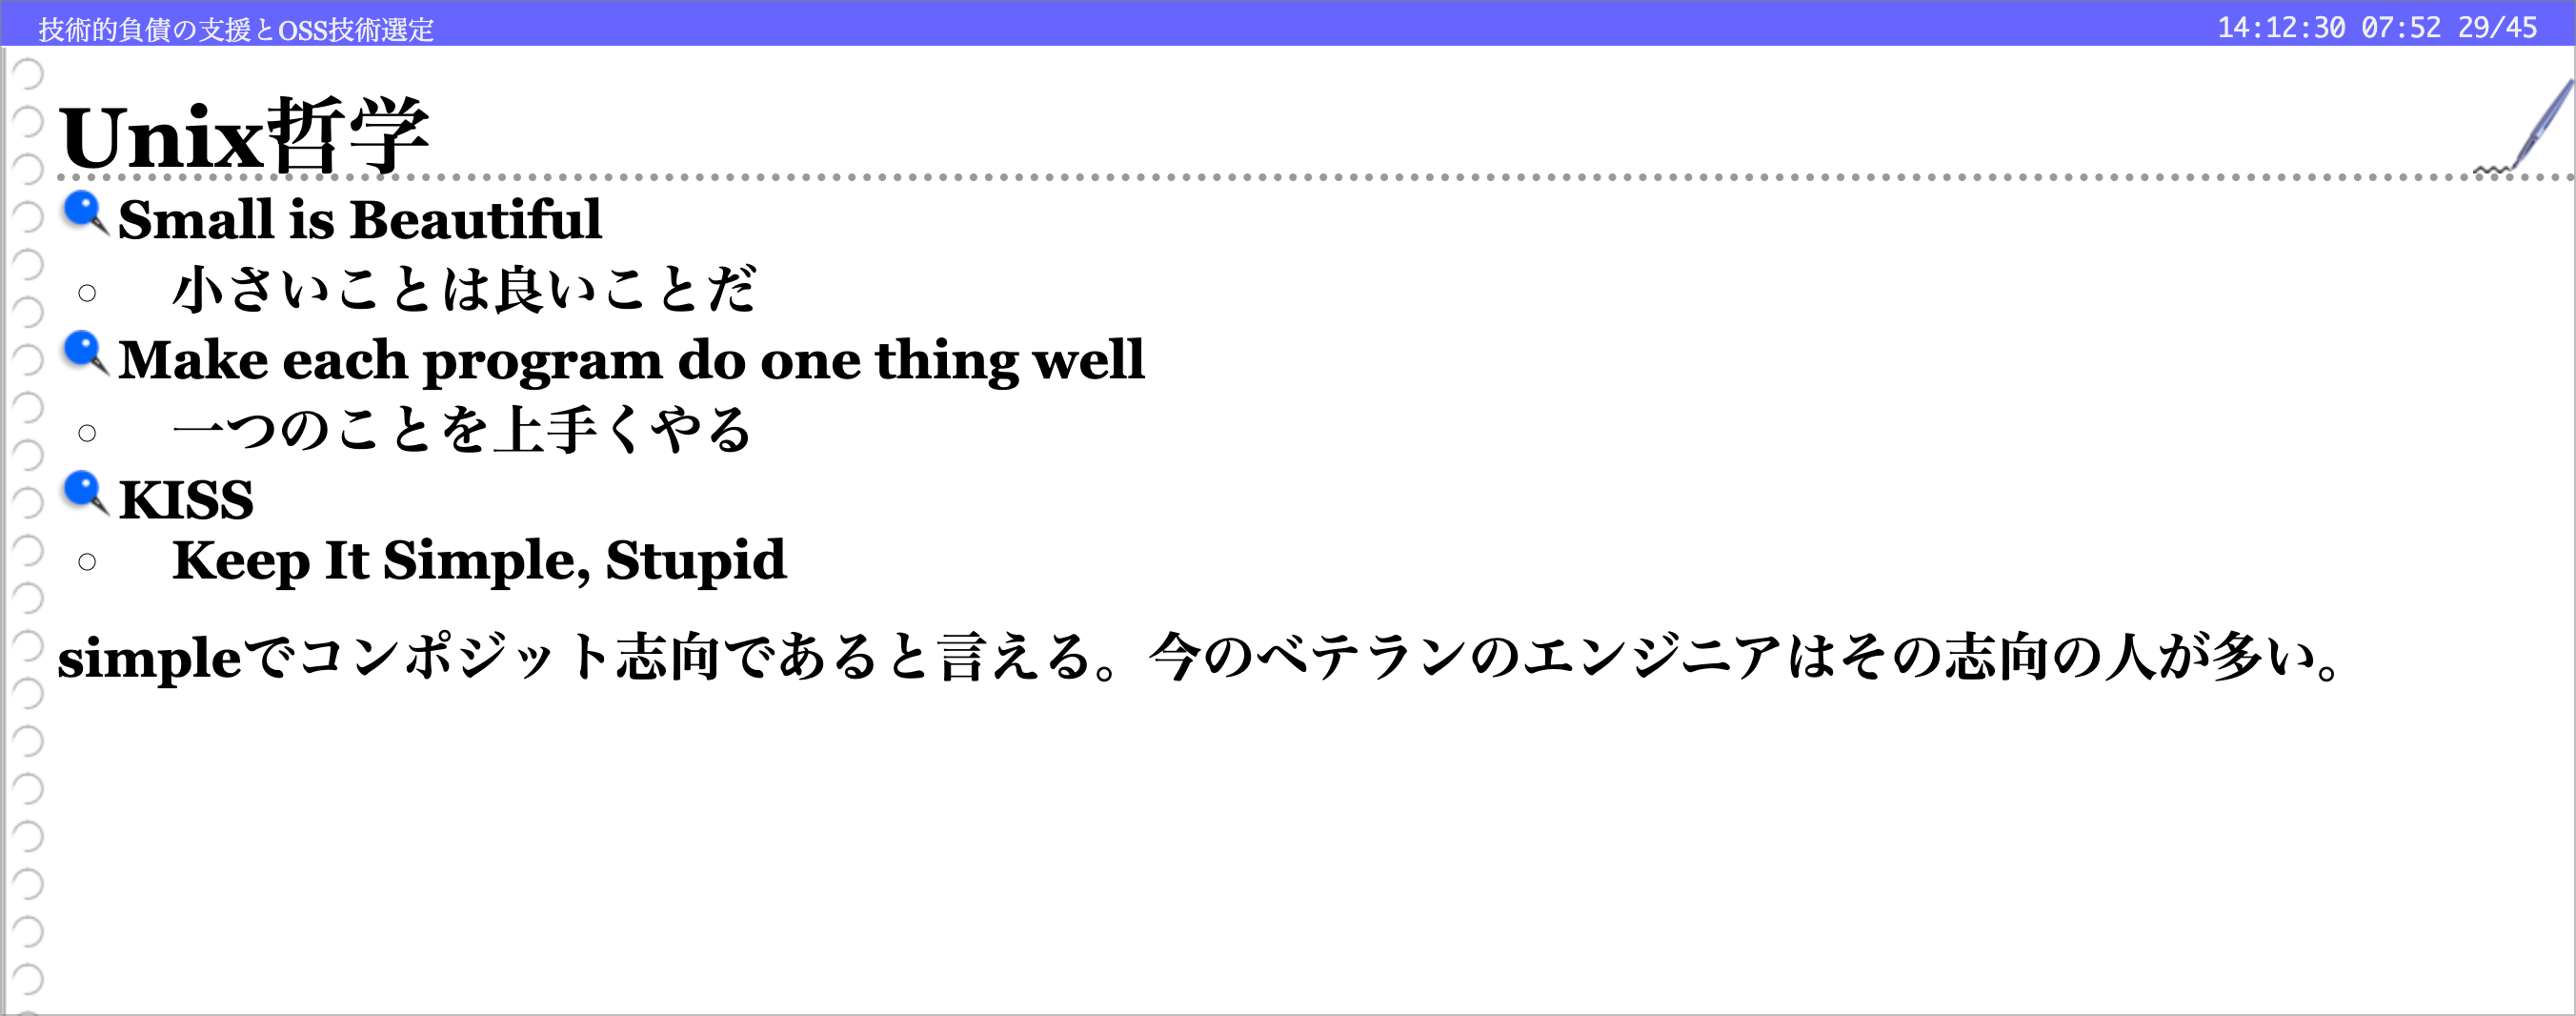 技術的負債の支援とOSS技術選定
14:12:30 07:52 29/45
Unix哲学
Small is Beautiful
小さいことは良いことだ
Make each program do one thing well
一つのことを上手くやる
KISS
Keep It Simple, Stupid
simpleでコンポジット志向であると言える。今のベテランのエンジニアはその志向の人が多い。